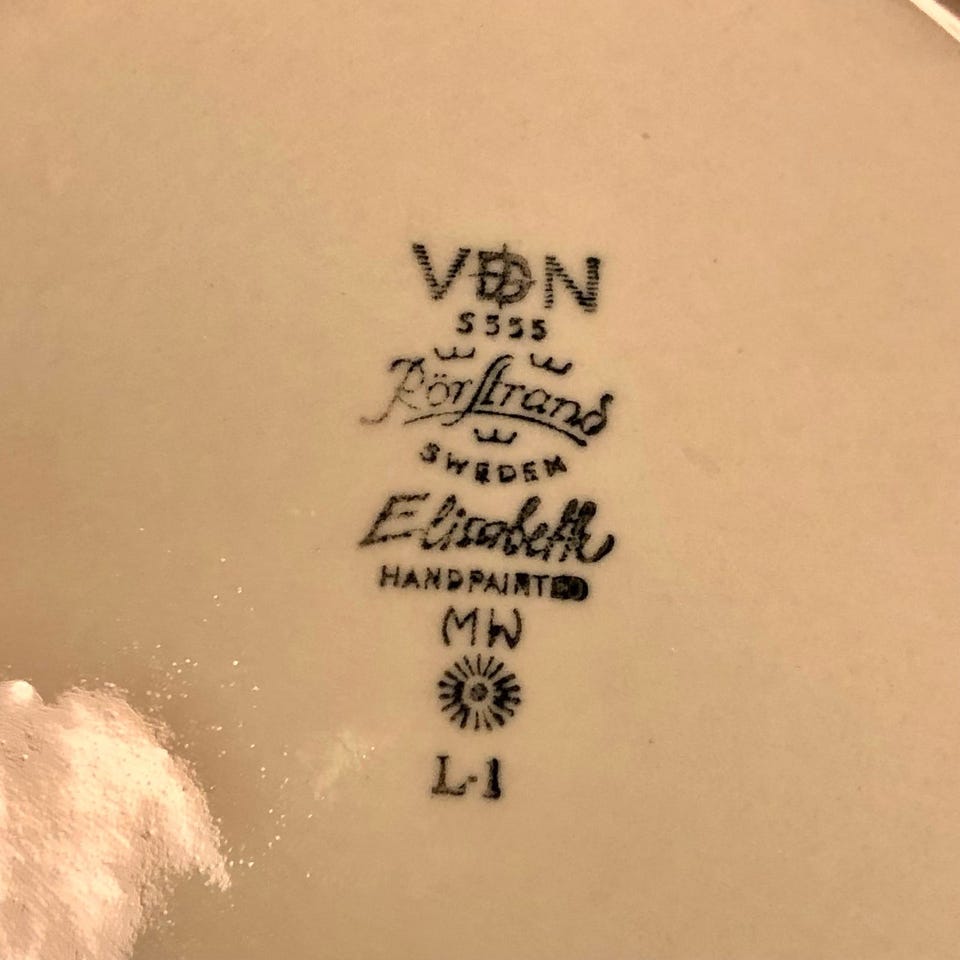 VDN
S555
Rörstrand
SWEDEN
Elisabeth
HANDPAINTED
MW
L-1